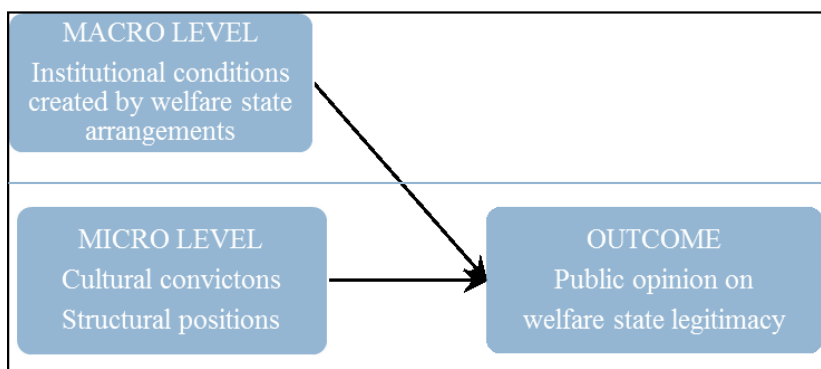 MACRO LEVEL
Institutional conditions
created by welfare state
arrangements
MICRO LEVEL
Cultural convictons
Structural positions
OUTCOME
Public opinion on
welfare state legitimacy